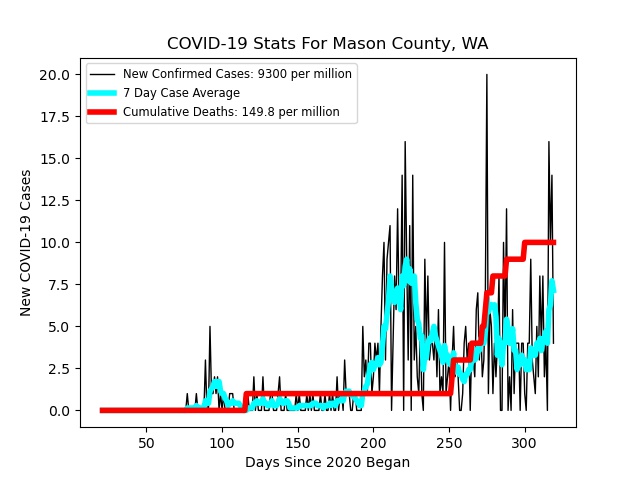 COVID-19 Stats For Mason County, WA
New Confirmed Cases: 9300 per million
7 Day Case Average
Cumulative Deaths: 149.8 per million
New COVID-19 Cases
20.0
17.5
15.0
12.5
10.0
7.5
5.0
2.5
0.0
50 100 150 200 250 300
Days Since 2020 Began